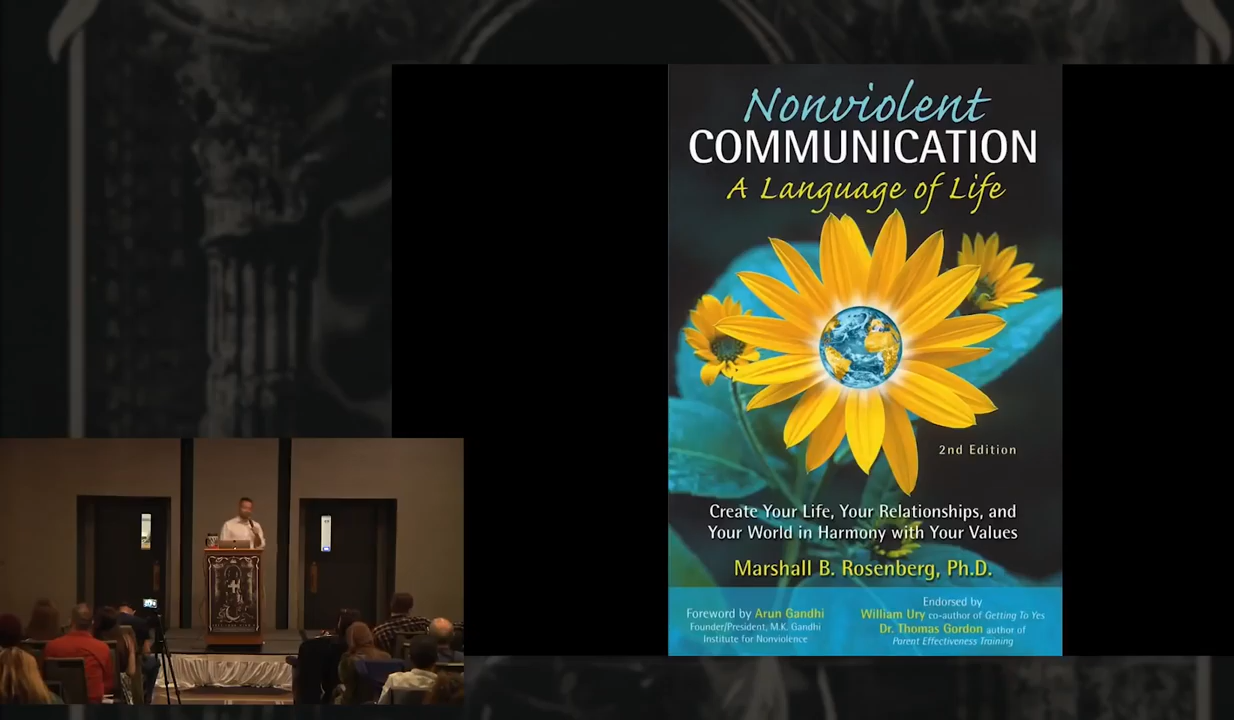 Nonviolent
COMMUNICATION
A Language of Life
2nd Edition
Create Your Life, Your Relationships, and
Your World in Harmony with Your Values
Marshall B. Rosenberg, Ph.D.
Foreword by Arun Gandhi
Founder/President, M.K. Gandhi
Institute for Nonviolence
Endorsed by
William Ury co-author of Getting To Yes
Dr. Thomas Gordon author of
Parent Effectiveness Training